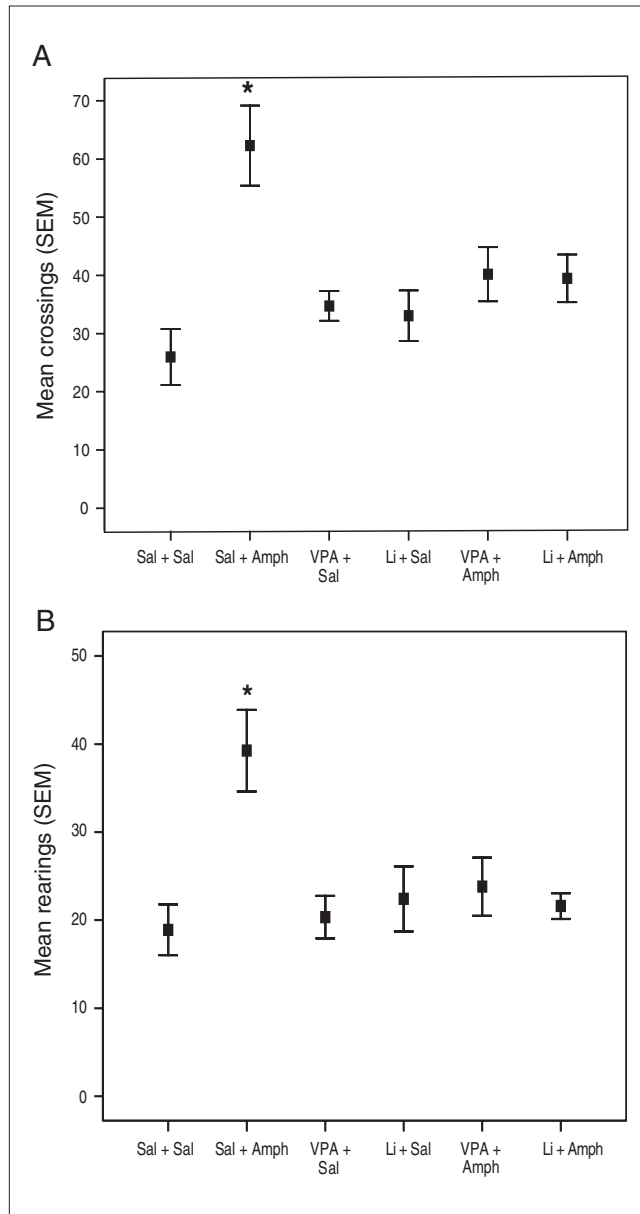 A
*
70
60
50
40
30
20
10
0
Mean crossings (SEM)
Sal + Sal
Sal + Amph
VPA +
Sal
Li + Sal
VPA +
Amph
Li + Amph
B
*
50
40
30
20
10
0
Mean rearings (SEM)
Sal + Sal
Sal + Amph
VPA +
Sal
Li + Sal
VPA +
Amph
Li + Amph